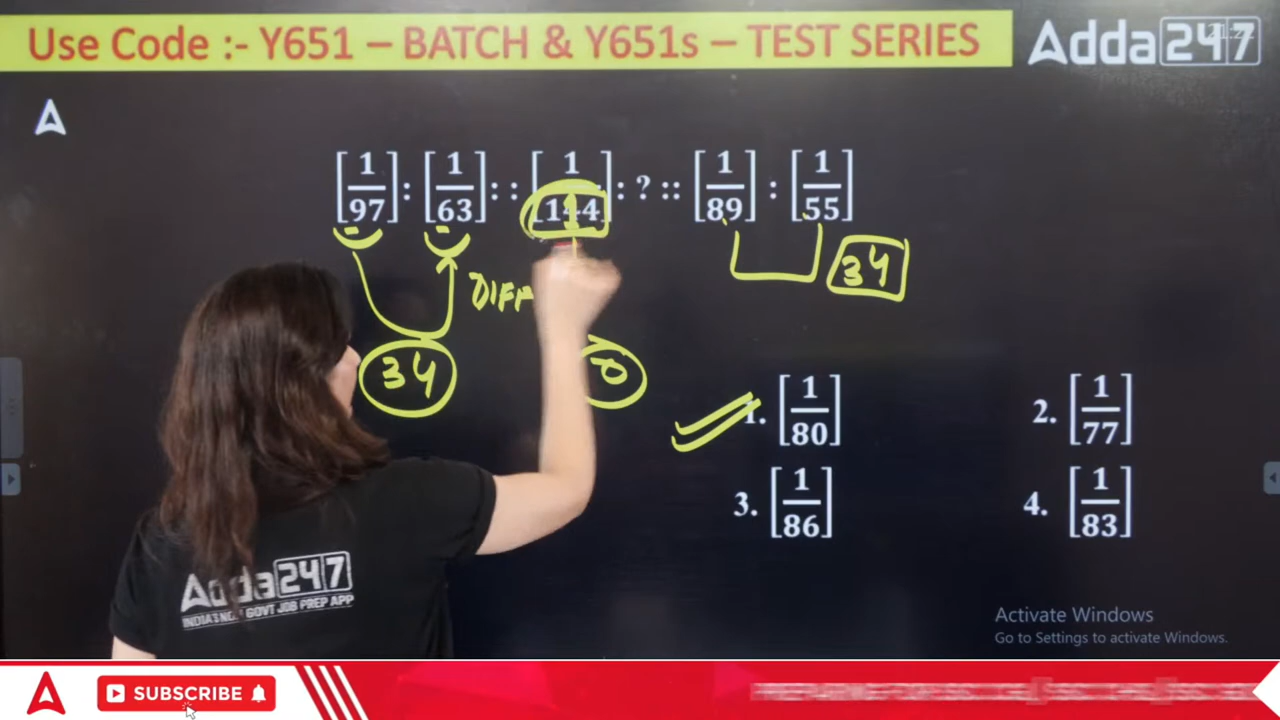 Use Code :- Y651 – BATCH & Y651s – TEST SERIES
Adda247
[1/97] : [1/63] : : [1/144] : ? :: [1/89] : [1/55]
DIFF
34
34
1. [1/80] 2. [1/77]
3. [1/86] 4. [1/83]
Adda247
INDIA'S NO.1 GOVT JOB PREP APP
Activate Windows
Go to Settings to activate Windows.
SUBSCRIBE